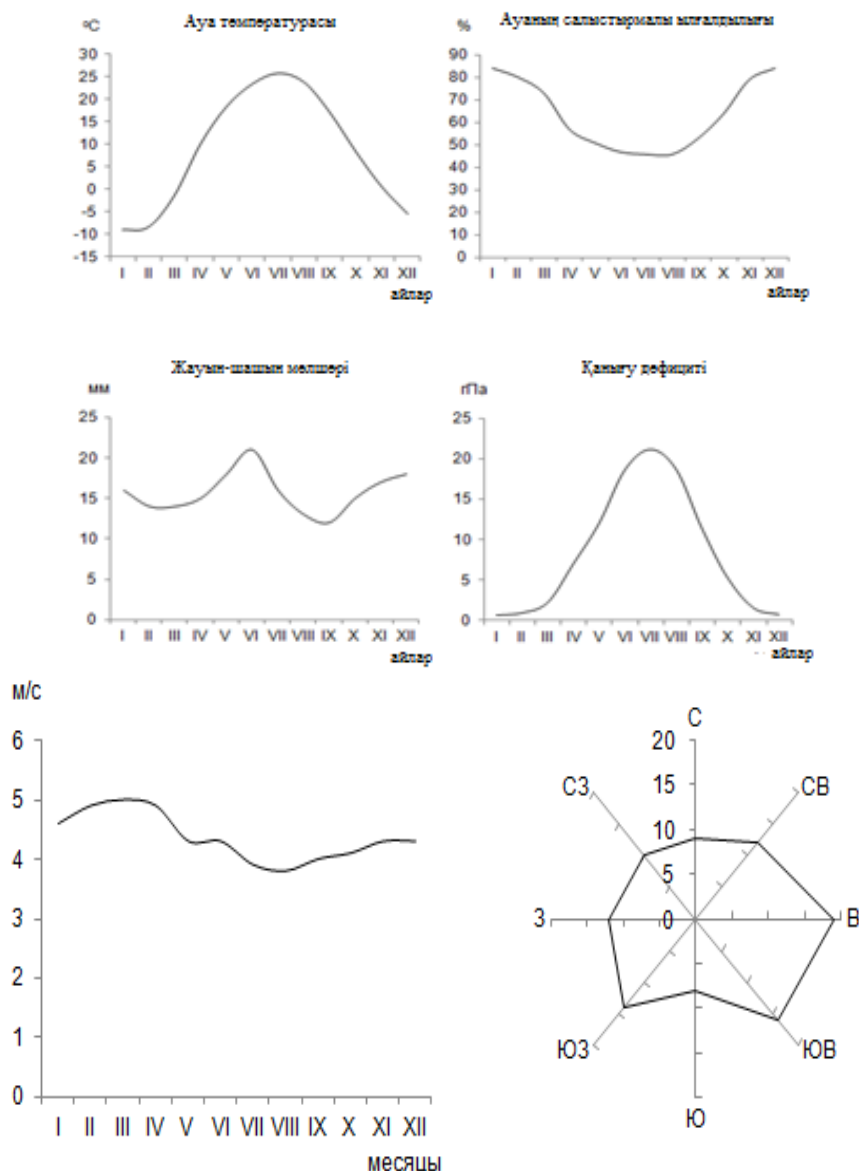 Ауа температурасы
°C
30
25
20
15
10
5
0
-5
-10
-15
I II III IV V VI VII VIII IX X XI XII
айлар
Ауаның салыстырмалы ылғалдылығы
%
90
80
70
60
50
40
30
20
10
0
I II III IV V VI VII VIII IX X XI XII
айлар
Жауын-шашын мөлшері
мм
25
20
15
10
5
0
I II III IV V VI VII VIII IX X XI XII
айлар
Қанығу дефициті
гПа
25
20
15
10
5
0
I II III IV V VI VII VIII IX X XI XII
айлар
м/с
6
5
4
3
2
1
0
I II III IV V VI VII VIII IX X XI XII
месяцы
С
20
СЗ СВ
15
10
5
З 0 В
ЮЗ ЮВ
Ю